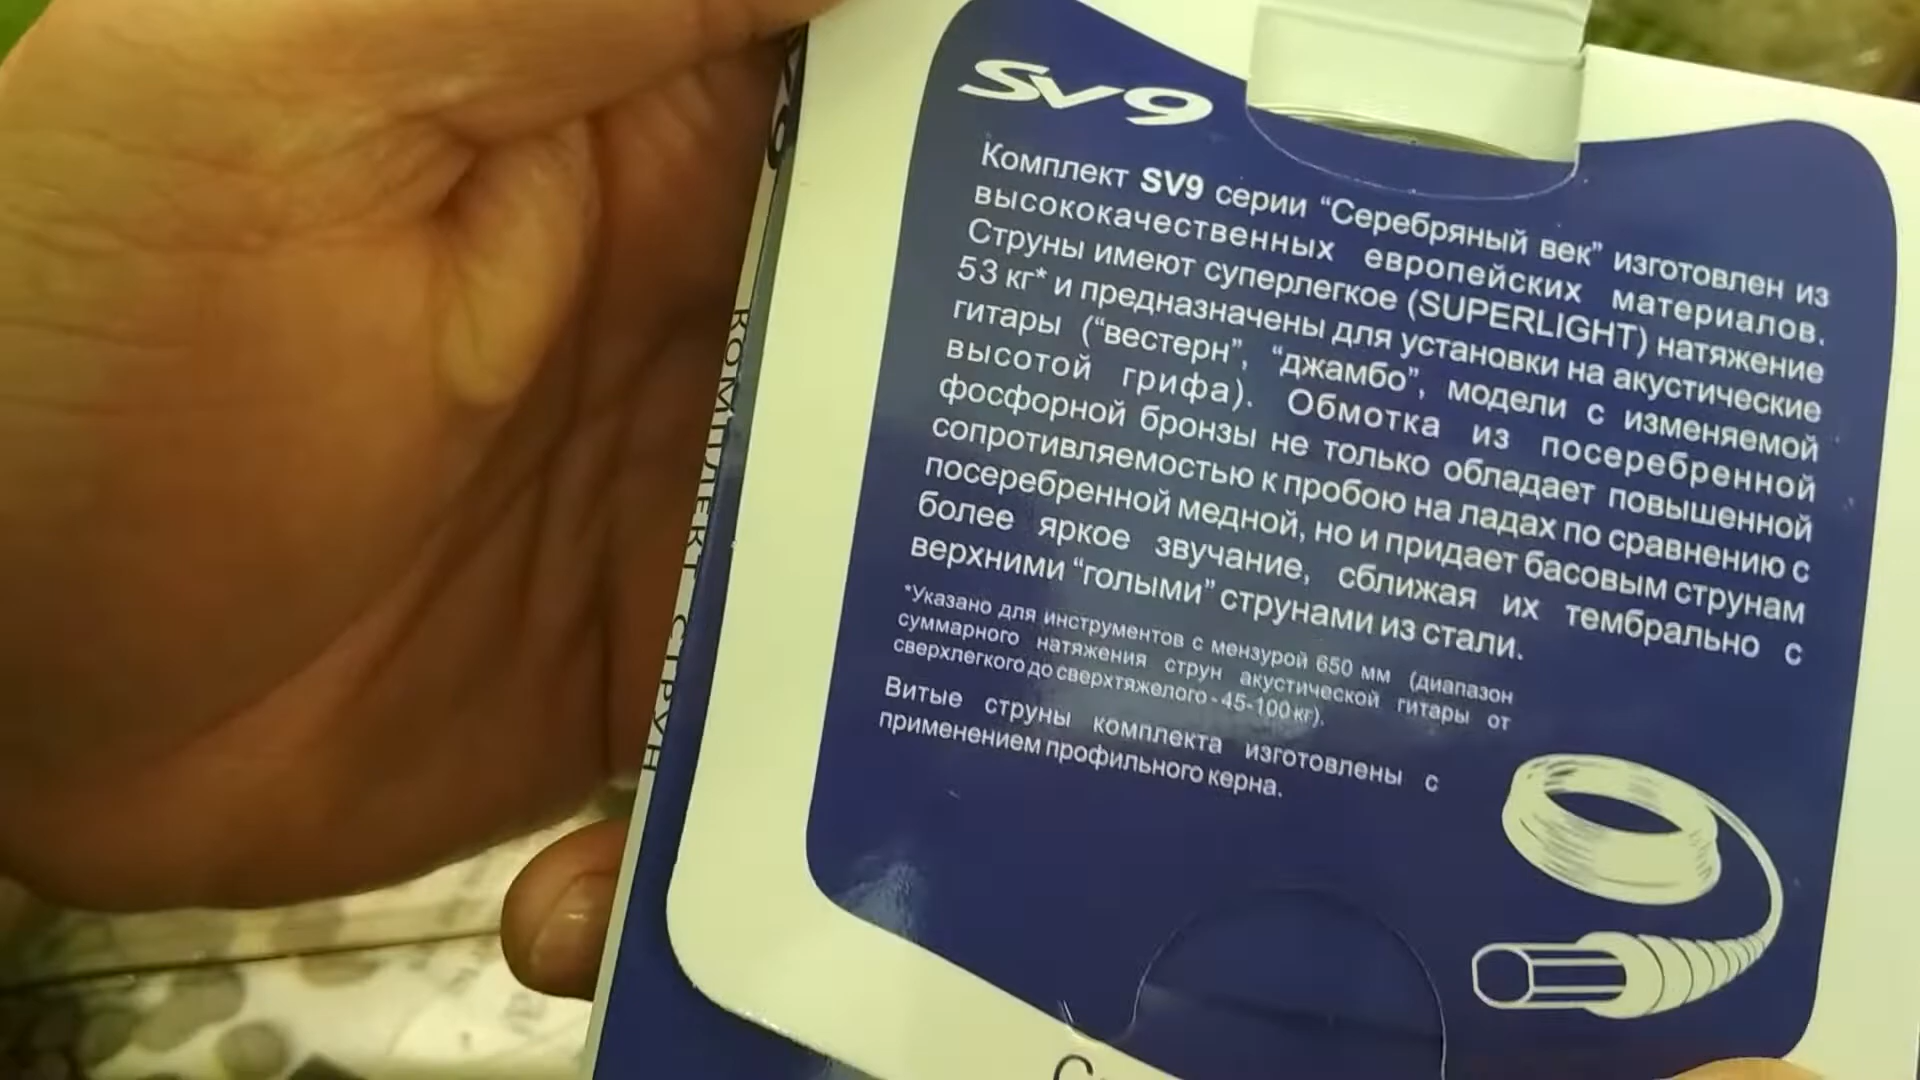 SV9
Комплект SV9 серии “Серебряный век” изготовлен из
высококачественных европейских материалов.
Струны имеют суперлегкое (SUPERLIGHT) натяжение
53 кг* и предназначены для установки на акустические
гитары (“вестерн”, “джамбо”, модели с изменяемой
высотой грифа). Обмотка из посеребренной
фосфорной бронзы не только обладает повышенной
сопротивляемостью к пробою на ладах по сравнению с
посеребренной медной, но и придает басовым струнам
более яркое звучание, сближая их тембрально с
верхними “голыми” струнами из стали.
*Указано для инструментов с мензурой 650 мм (диапазон
суммарного натяжения струн акустической гитары от
сверхлегкого до сверхтяжелого - 45-100 кг).
Витые струны комплекта изготовлены с
применением профильного керна.
КОМПЛЕКТ СТРУН